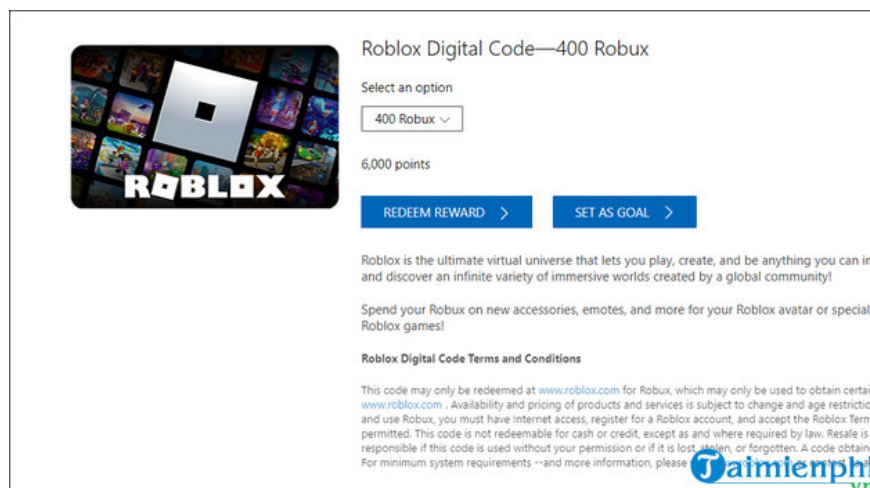 Roblox Digital Code—400 Robux
Select an option
400 Robux
6,000 points
REDEEM REWARD
SET AS GOAL
ROBLOX
Roblox is the ultimate virtual universe that lets you play, create, and be anything you can
and discover an infinite variety of immersive worlds created by a global community!
Spend your Robux on new accessories, emotes, and more for your Roblox avatar or special
Roblox games!
Roblox Digital Code Terms and Conditions
This code may only be redeemed at www.roblox.com for Robux, which may only be used to obtain
www.roblox.com . Availability and pricing of products and services is subject to change and age
and use Robux, you must have Internet access, register for a Roblox account, and accept the Roblox
permitted. This code is not redeemable for cash or credit, except as and where required by law. Resale is
responsible if this code is used without your permission or if it is lost, stolen, or forgotten. A code
For minimum system requirements --and more information, please
Taimienphi
.vn